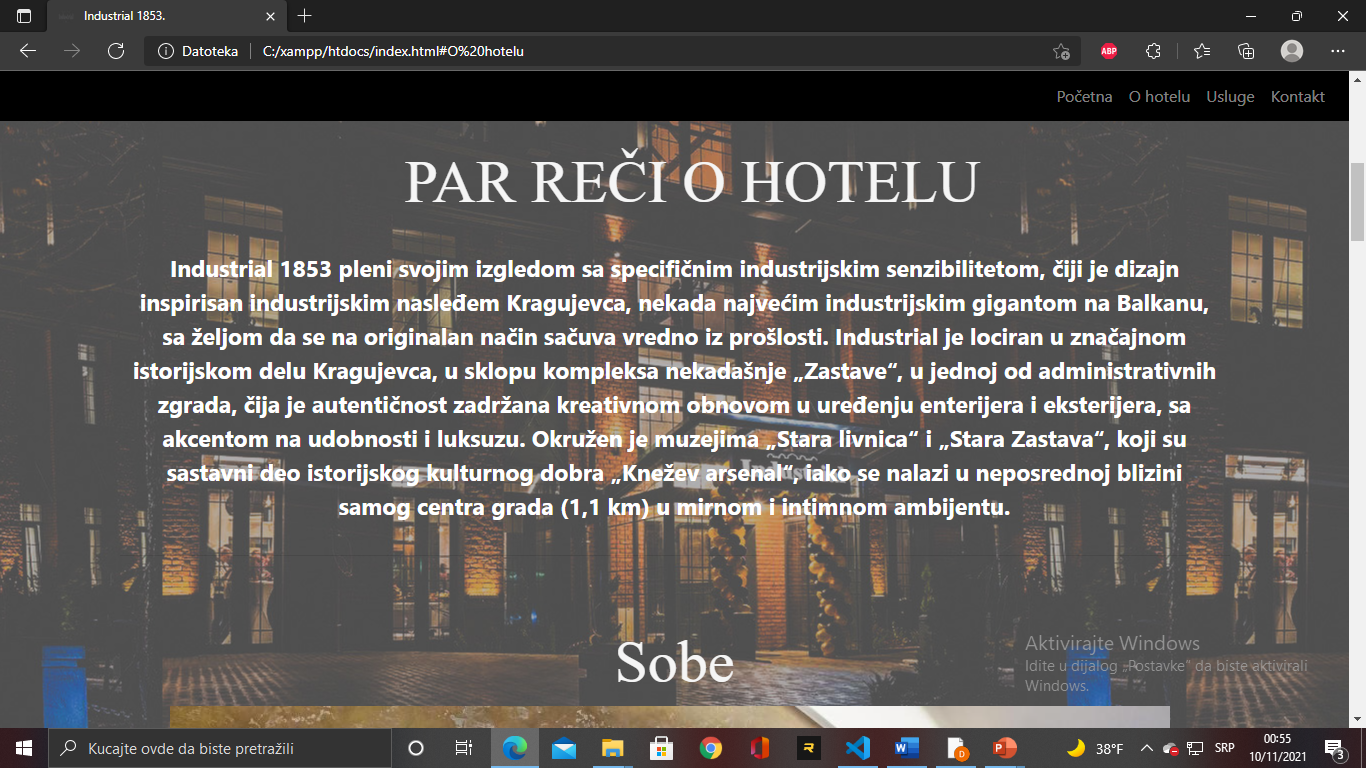 Industrial 1853.
Datoteka
C:/xampp/htdocs/index.html#O%20hotelu
ABP
Početna O hotelu Usluge Kontakt
PAR REČI O HOTELU
Industrial 1853 pleni svojim izgledom sa specifičnim industrijskim senzibilitetom, čiji je dizajn
inspirisan industrijskim nasleđem Kragujevca, nekada najvećim industrijskim gigantom na Balkanu,
sa željom da se na originalan način sačuva vredno iz prošlosti. Industrial je lociran u značajnom
istorijskom delu Kragujevca, u sklopu kompleksa nekadašnje „Zastave“, u jednoj od administrativnih
zgrada, čija je autentičnost zadržana kreativnom obnovom u uređenju enterijera i eksterijera, sa
akcentom na udobnosti i luksuzu. Okružen je muzejima „Stara livnica“ i „Stara Zastava“, koji su
sastavni deo istorijskog kulturnog dobra „Knežev arsenal“, iako se nalazi u neposrednoj blizini
samog centra grada (1,1 km) u mirnom i intimnom ambijentu.
Sobe
Aktivirajte Windows
Idite u dijalog „Postavke“ da biste aktivirali
Windows.
Kucajte ovde da biste pretražili
38°F
SRP
00:55
10/11/2021
3